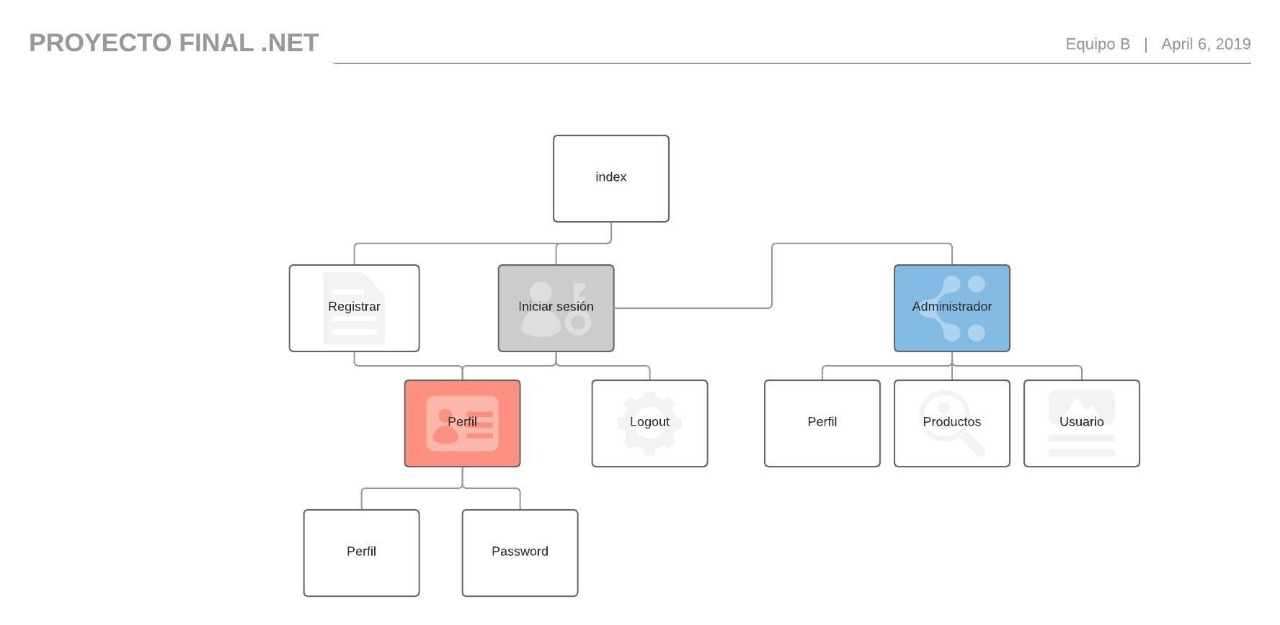 PROYECTO FINAL .NET
Equipo B | April 6, 2019
index
Registrar
Iniciar sesión
Administrador
Perfil
Logout
Perfil
Productos
Usuario
Perfil
Password